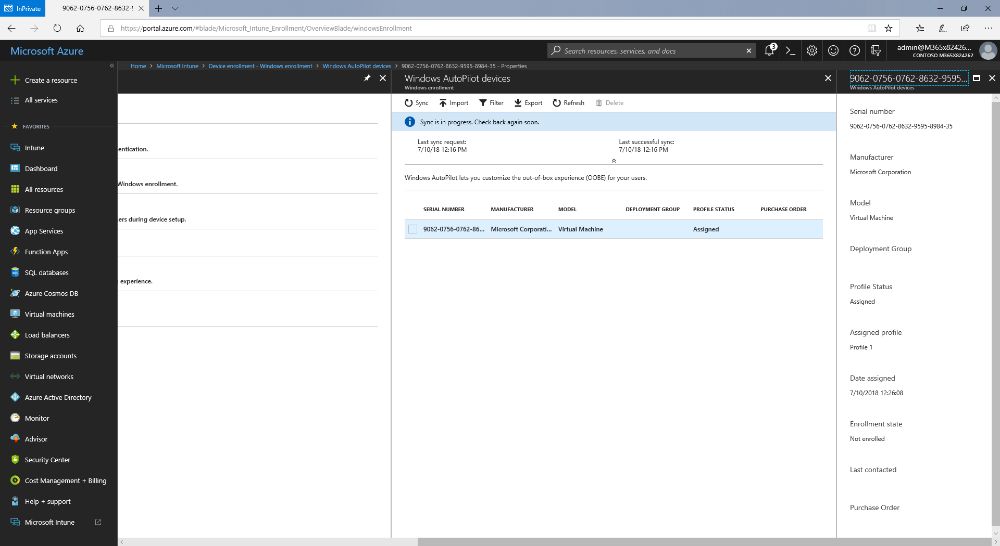 InPrivate
9062-0756-0762-8632-9
https://portal.azure.com/#blade/Microsoft_Intune_Enrollment/OverviewBlade/windowsEnrollment
Microsoft Azure
Search resources, services, and docs
3
admin@M365x82426...
CONTOSO M365X824262
Home > Microsoft Intune > Device enrollment - Windows enrollment > Windows AutoPilot devices > 9062-0756-0762-8632-9595-8984-35 - Properties
Create a resource
All services
FAVORITES
Intune
Dashboard
All resources
Resource groups
App Services
Function Apps
SQL databases
Azure Cosmos DB
Virtual machines
Load balancers
Storage accounts
Virtual networks
Azure Active Directory
Monitor
Advisor
Security Center
Cost Management + Billing
Help + support
Microsoft Intune
entication.
Windows enrollment.
ers during device setup.
experience.
Windows AutoPilot devices
Windows enrollment
Sync Import Filter Export Refresh Delete
Sync is in progress. Check back again soon.
Last sync request: Last successful sync:
7/10/18 12:16 PM 7/10/18 12:16 PM
Windows AutoPilot lets you customize the out-of-box experience (OOBE) for your users.
SERIAL NUMBER MANUFACTURER MODEL DEPLOYMENT GROUP PROFILE STATUS PURCHASE ORDER
9062-0756-0762-86... Microsoft Corporati... Virtual Machine Assigned
9062-0756-0762-8632-9595...
Windows AutoPilot devices
Serial number
9062-0756-0762-8632-9595-8984-35
Manufacturer
Microsoft Corporation
Model
Virtual Machine
Deployment Group
Profile Status
Assigned
Assigned profile
Profile 1
Date assigned
7/10/2018 12:26:08
Enrollment state
Not enrolled
Last contacted
Purchase Order